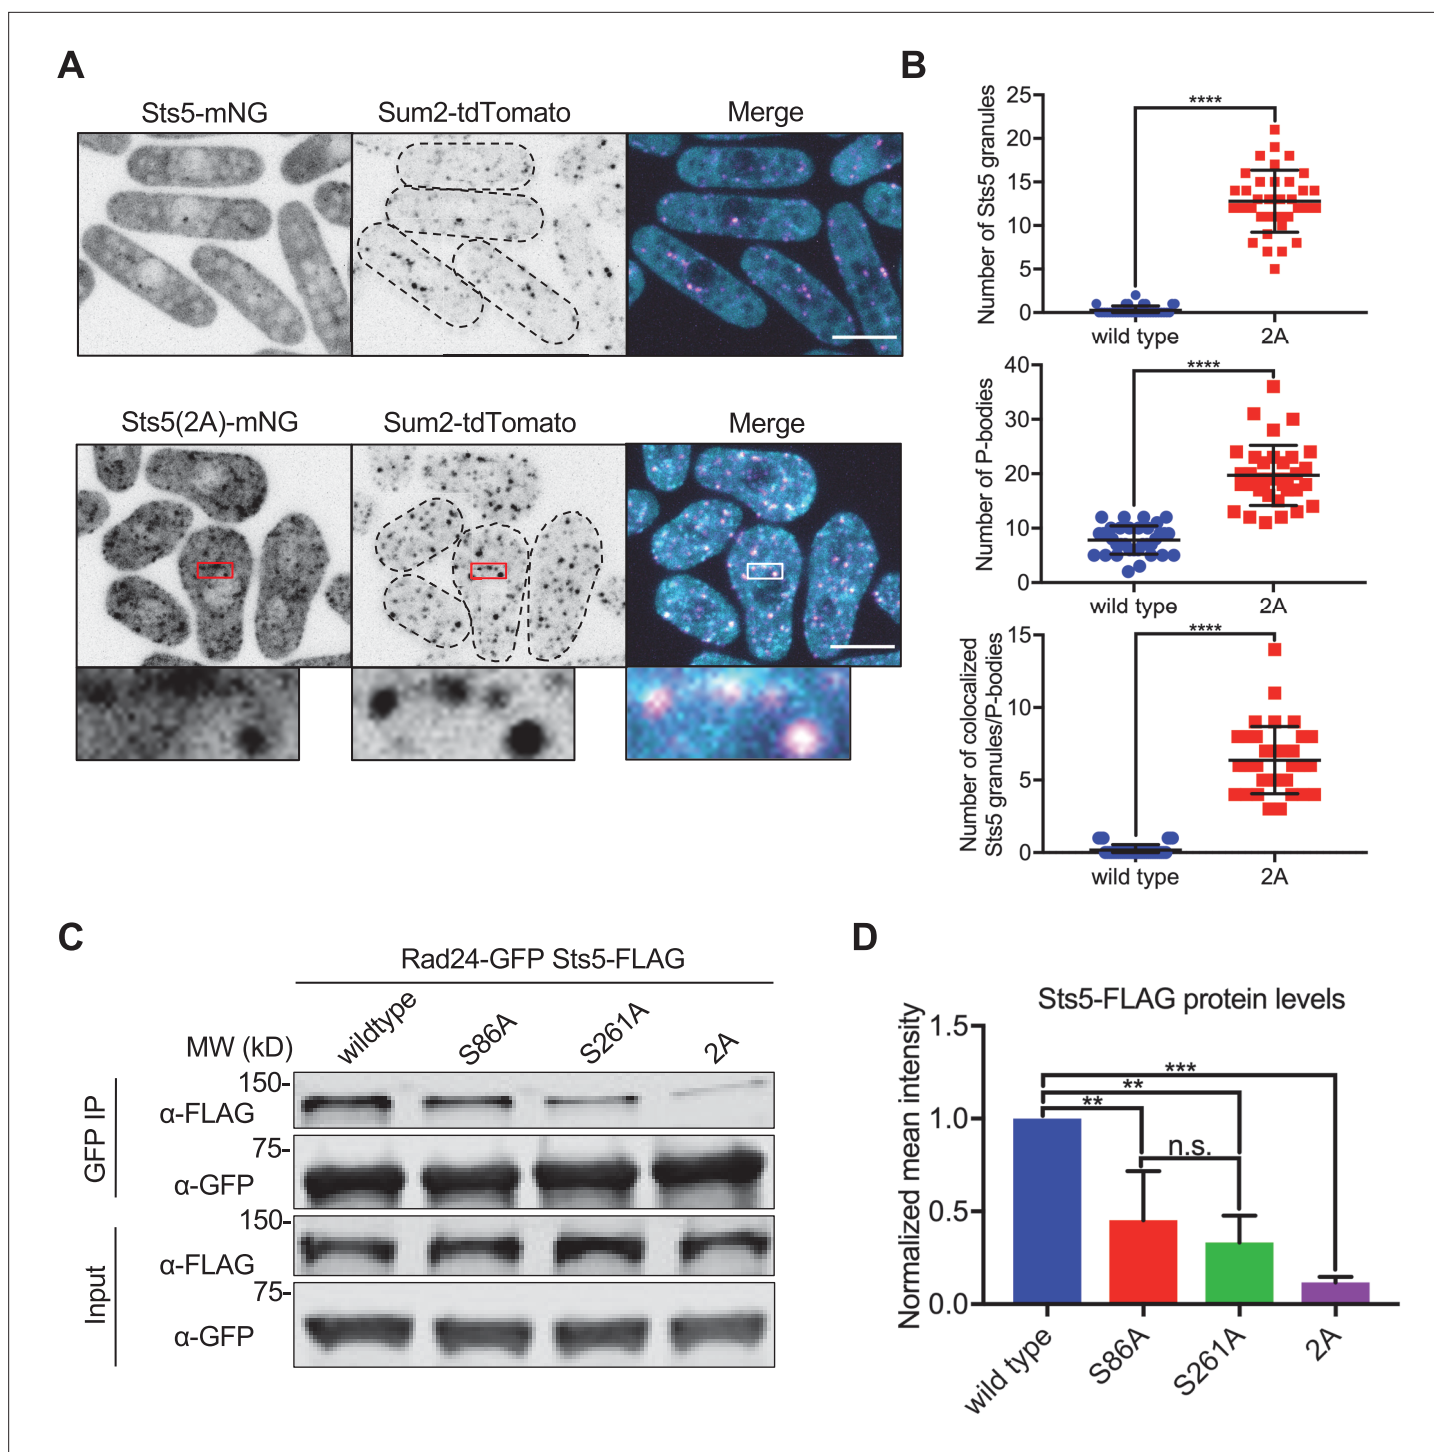 A
Sts5-mNG
Sum2-tdTomato
Merge
Sts5(2A)-mNG
Sum2-tdTomato
Merge
B
Number of Sts5 granules
25
20
15
10
5
0
****
wild type
2A
Number of P-bodies
40
30
20
10
0
****
wild type
2A
Number of colocalized
Sts5 granules/P-bodies
15
10
5
0
****
wild type
2A
C
Rad24-GFP Sts5-FLAG
MW (kD)
wildtype
S86A
S261A
2A
GFP IP
150-
α-FLAG
75-
α-GFP
Input
150-
α-FLAG
75-
α-GFP
D
Sts5-FLAG protein levels
Normalized mean intensity
1.5
1.0
0.5
0.0
***
**
**
n.s.
wild type
S86A
S261A
2A